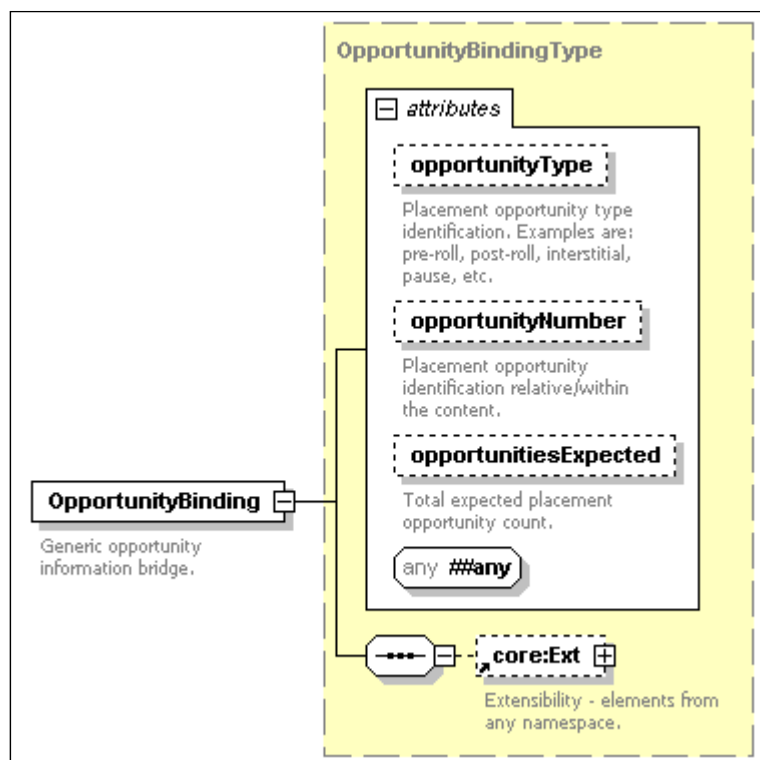 OpportunityBindingType
attributes
opportunityType
Placement opportunity type
identification. Examples are:
pre-roll, post-roll, interstitial,
pause, etc.
opportunityNumber
Placement opportunity
identification relative/within
the content.
opportunitiesExpected
Total expected placement
opportunity count.
any ##any
OpportunityBinding
Generic opportunity
information bridge.
core:Ext
Extensibility - elements from
any namespace.